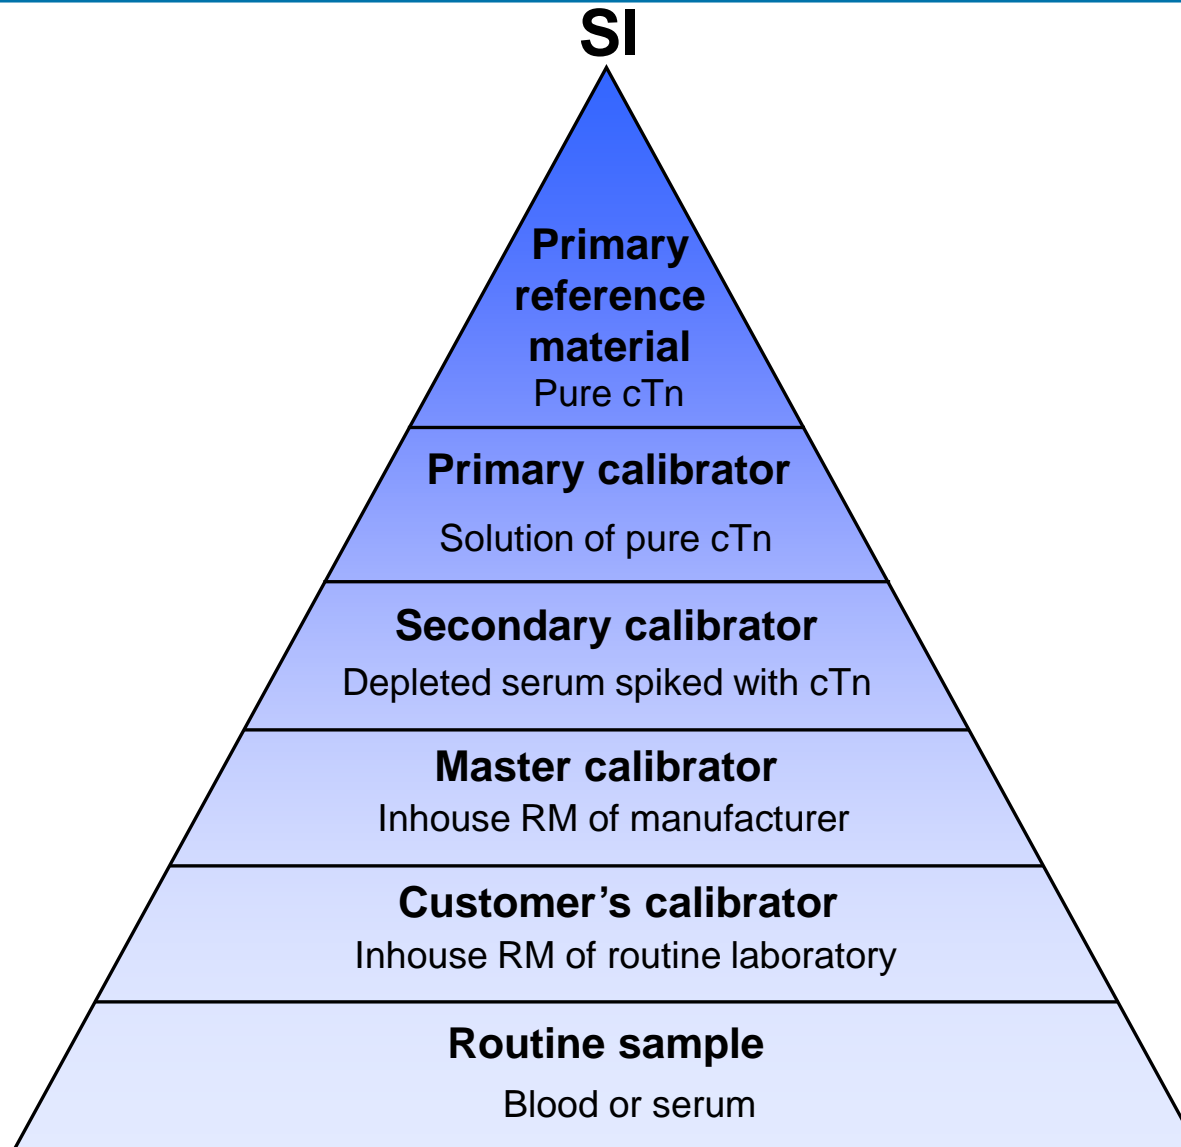 SI
Primary
reference
material
Pure cTn
Primary calibrator
Solution of pure cTn
Secondary calibrator
Depleted serum spiked with cTn
Master calibrator
Inhouse RM of manufacturer
Customer’s calibrator
Inhouse RM of routine laboratory
Routine sample
Blood or serum